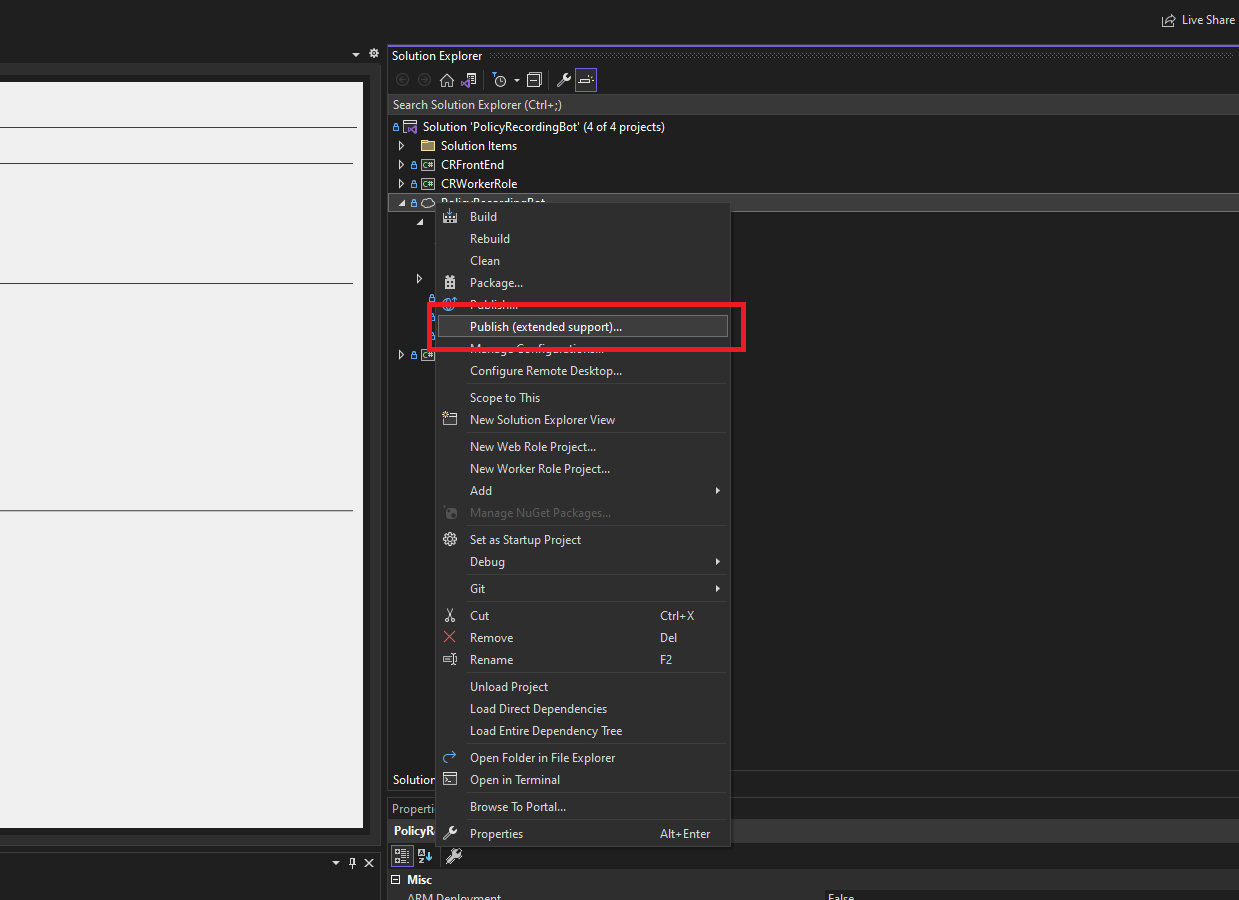 Live Share
Solution Explorer
Search Solution Explorer (Ctrl+;)
Solution 'PolicyRecordingBot' (4 of 4 projects)
Solution Items
C# CRFrontEnd
C# CRWorkerRole
PolicyRecordingBot
Build
Rebuild
Clean
Package...
Publish...
Publish (extended support)...
Manage Configurations...
C#
Configure Remote Desktop...
Scope to This
New Solution Explorer View
New Web Role Project...
New Worker Role Project...
Add
Manage NuGet Packages...
Set as Startup Project
Debug
Git
Cut Ctrl+X
Remove Del
Rename F2
Unload Project
Load Direct Dependencies
Load Entire Dependency Tree
Open Folder in File Explorer
Solution
Open in Terminal
Browse To Portal...
Properti
PolicyR
Properties Alt+Enter
Misc
ARM Deployment False